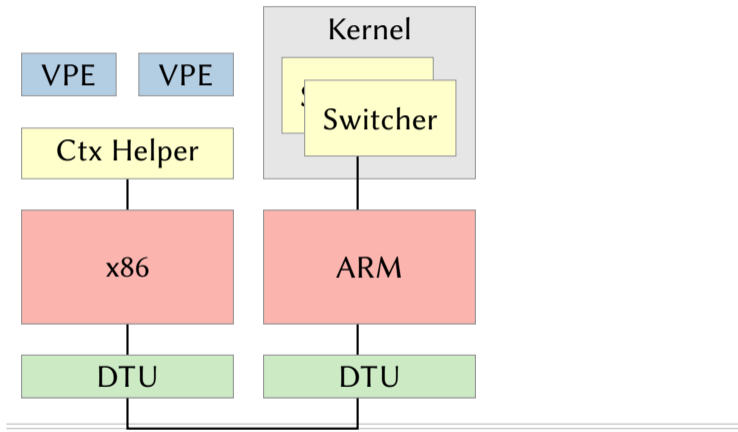 Kernel
VPE VPE
Switcher
Ctx Helper
x86 ARM
DTU DTU